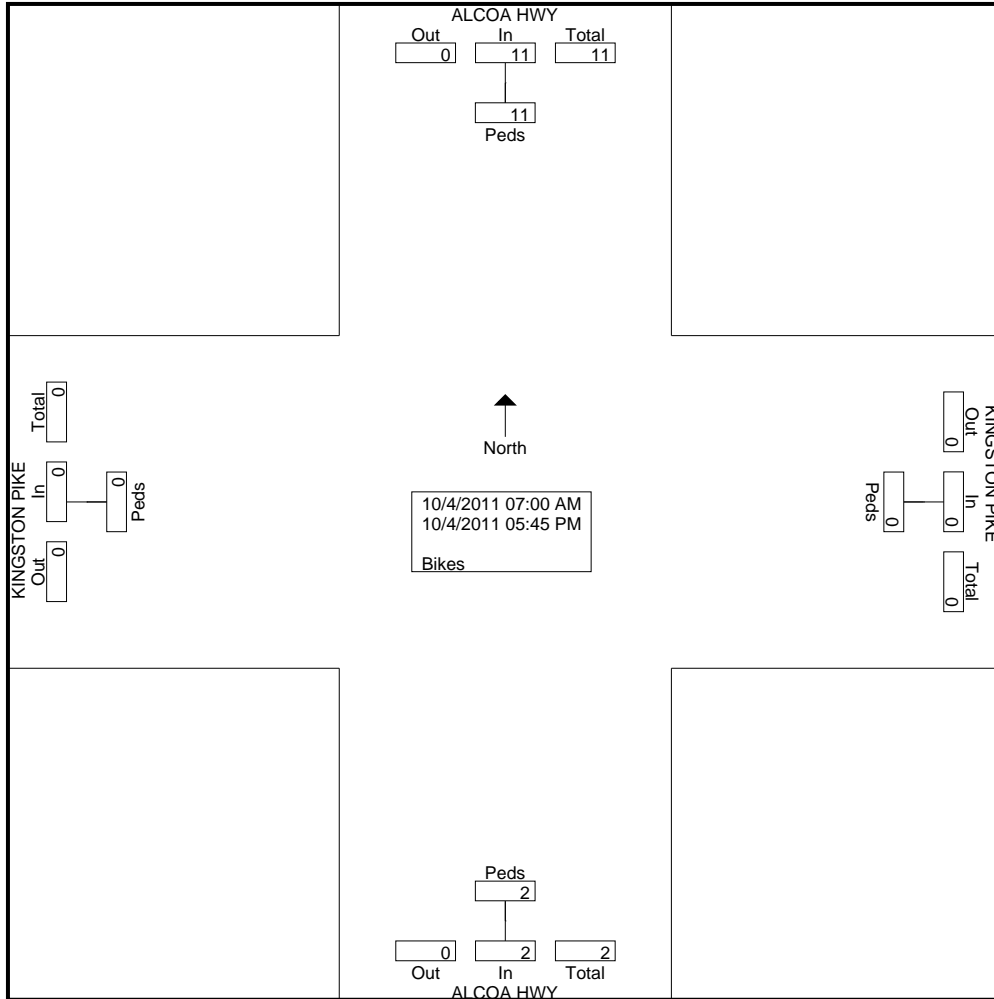 ALCOA HWY
Out In Total
0 11 11
11
Peds
KINGSTON PIKE
Total
0
In
0
Out
0
0
Peds
North
10/4/2011 07:00 AM
10/4/2011 05:45 PM
Bikes
KINGSTON PIKE
Out
0
In
0
Total
0
Peds
0
Peds
2
0 2 2
Out In Total
ALCOA HWY